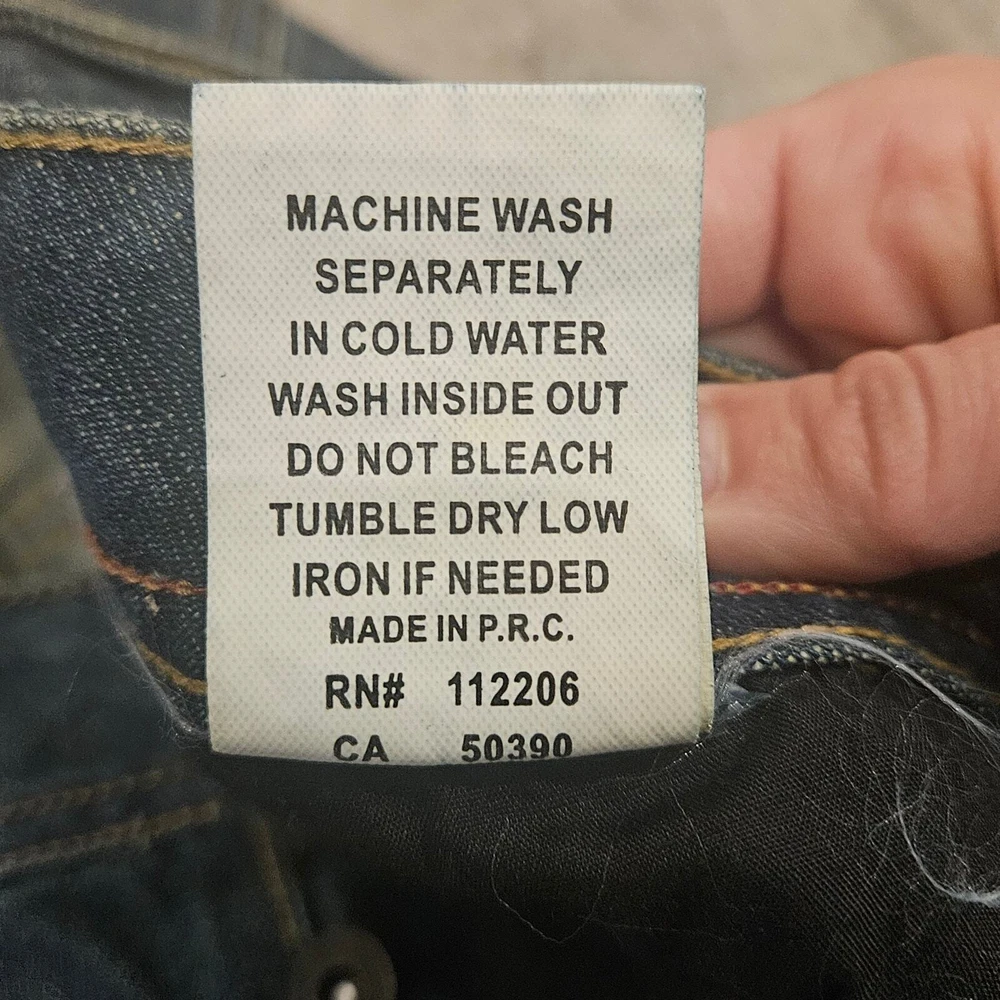 MACHINE WASH
SEPARATELY
IN COLD WATER
WASH INSIDE OUT
DO NOT BLEACH
TUMBLE DRY LOW
IRON IF NEEDED
MADE IN P.R.C.
RN# 112206
CA 50390